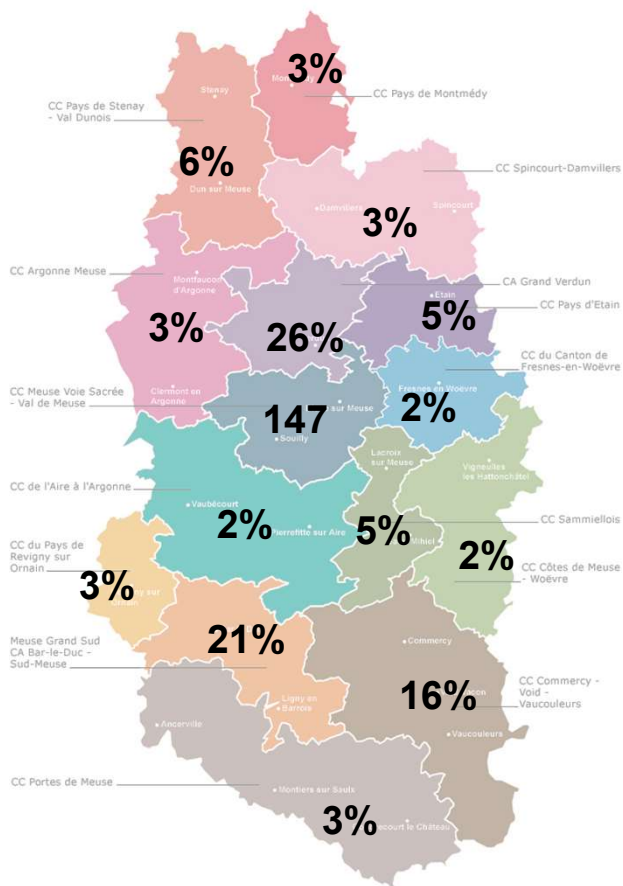 3%
Stenay
CC Pays de Montmédy
CC Pays de Stenay
- Val Dunois
6%
Dun sur Meuse
CC Spincourt-Damvillers
Damvillers
Spincourt
3%
CC Argonne Meuse
Montfaucon
d'Argonne
CA Grand Verdun
Etain
CC Pays d'Etain
3%
26%
5%
CC du Canton de
Fresnes-en-Woëvre
CC Meuse Voie Sacrée
- Val de Meuse
Clermont en
Argonne
Fresnes en Woëvre
2%
147
sur Meuse
Souilly
Lacroix
sur Meuse
Vigneulles
les Hattonchâtel
CC de l'Aire à l'Argonne
Vaubécourt
2%
Pierrefitte sur Aire
5%
CC Sammiellois
2%
CC du Pays de
Revigny sur
Ornain
3%
CC Côtes de Meuse
- Woëvre
Meuse Grand Sud
CA Bar-le-Duc -
Sud-Meuse
21%
Commercy
Ligny en
Barrois
16%
CC Commercy -
Void -
Vaucouleurs
Ancerville
Vaucouleurs
CC Portes de Meuse
Montiers sur Saulx
3%
court le Château